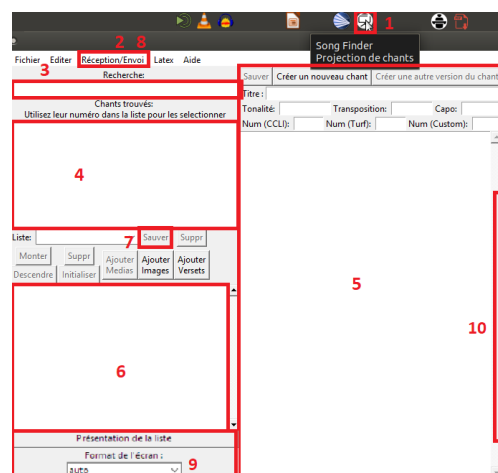 1
Song Finder
Projection de chants
2 8
Fichier Editer Réception/Envoi Latex Aide
3
Recherche:
Sauver Créer un nouveau chant Créer une autre version du chant
Titre :
Chants trouvés:
Utilisez leur numéro dans la liste pour les selectionner
Tonalité: Transposition: Capo:
Num (CCLI): Num (Turf): Num (Custom):
4
Liste: 7 Sauver Suppr
Monter Suppr Ajouter Medias Ajouter Images Ajouter Versets
Descendre Initialiser
5
6
10
Présentation de la liste
Format de l'écran :
auto
9